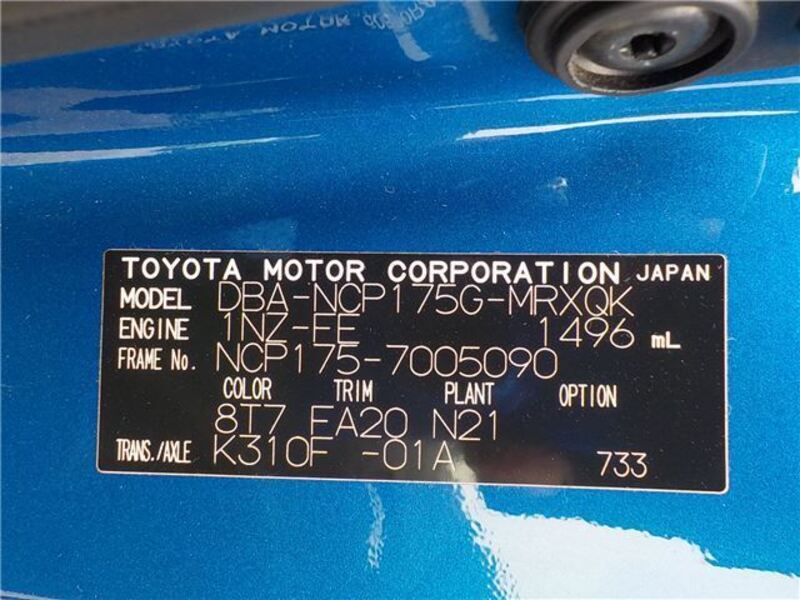 TOYOTA MOTOR CORPORATION JAPAN
MODEL DBA-NCP175G-MRXQK
ENGINE 1NZ-FE 1496 mL
FRAME No. NCP175-7005090
COLOR TRIM PLANT OPTION
8T7 FA20 N21
TRANS./AXLE K310F -01A 733